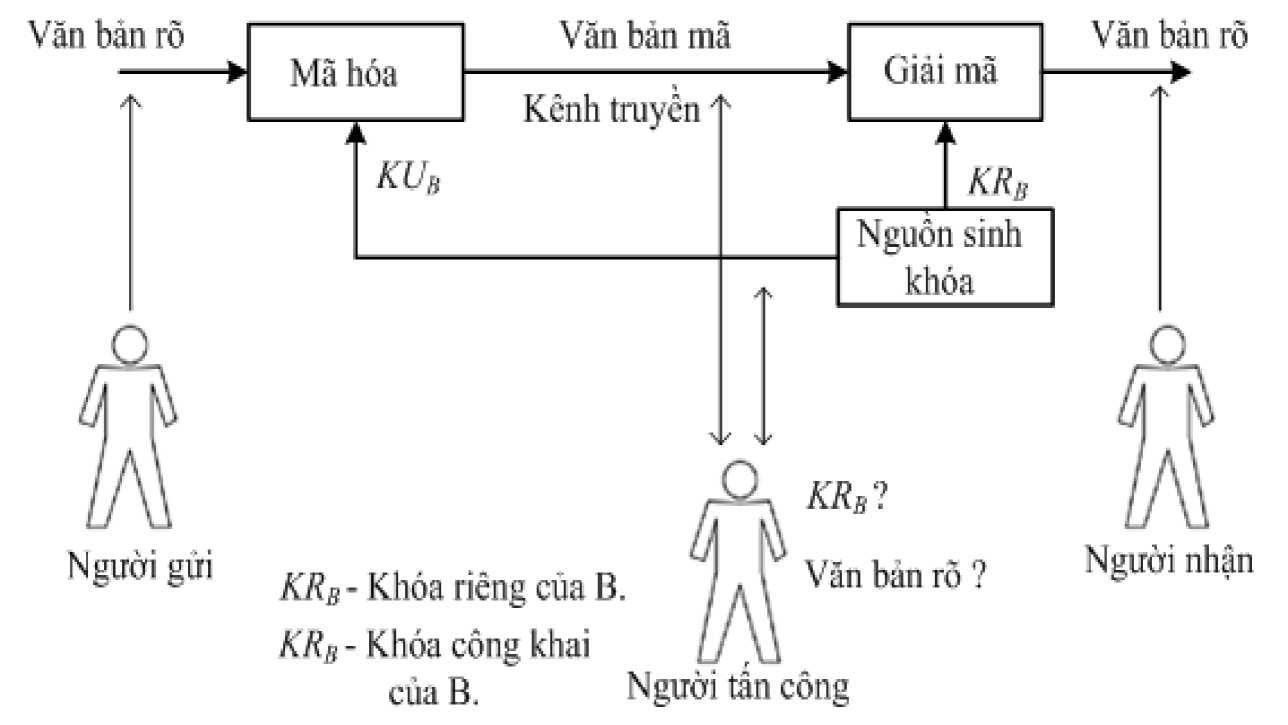 Văn bản rõ
Mã hóa
Văn bản mã
Kênh truyền
Giải mã
Văn bản rõ
KU_B
KR_B
Nguồn sinh
khóa
Người gửi
KR_B - Khóa riêng của B.
KR_B - Khóa công khai
của B.
KR_B ?
Văn bản rõ ?
Người tấn công
Người nhận